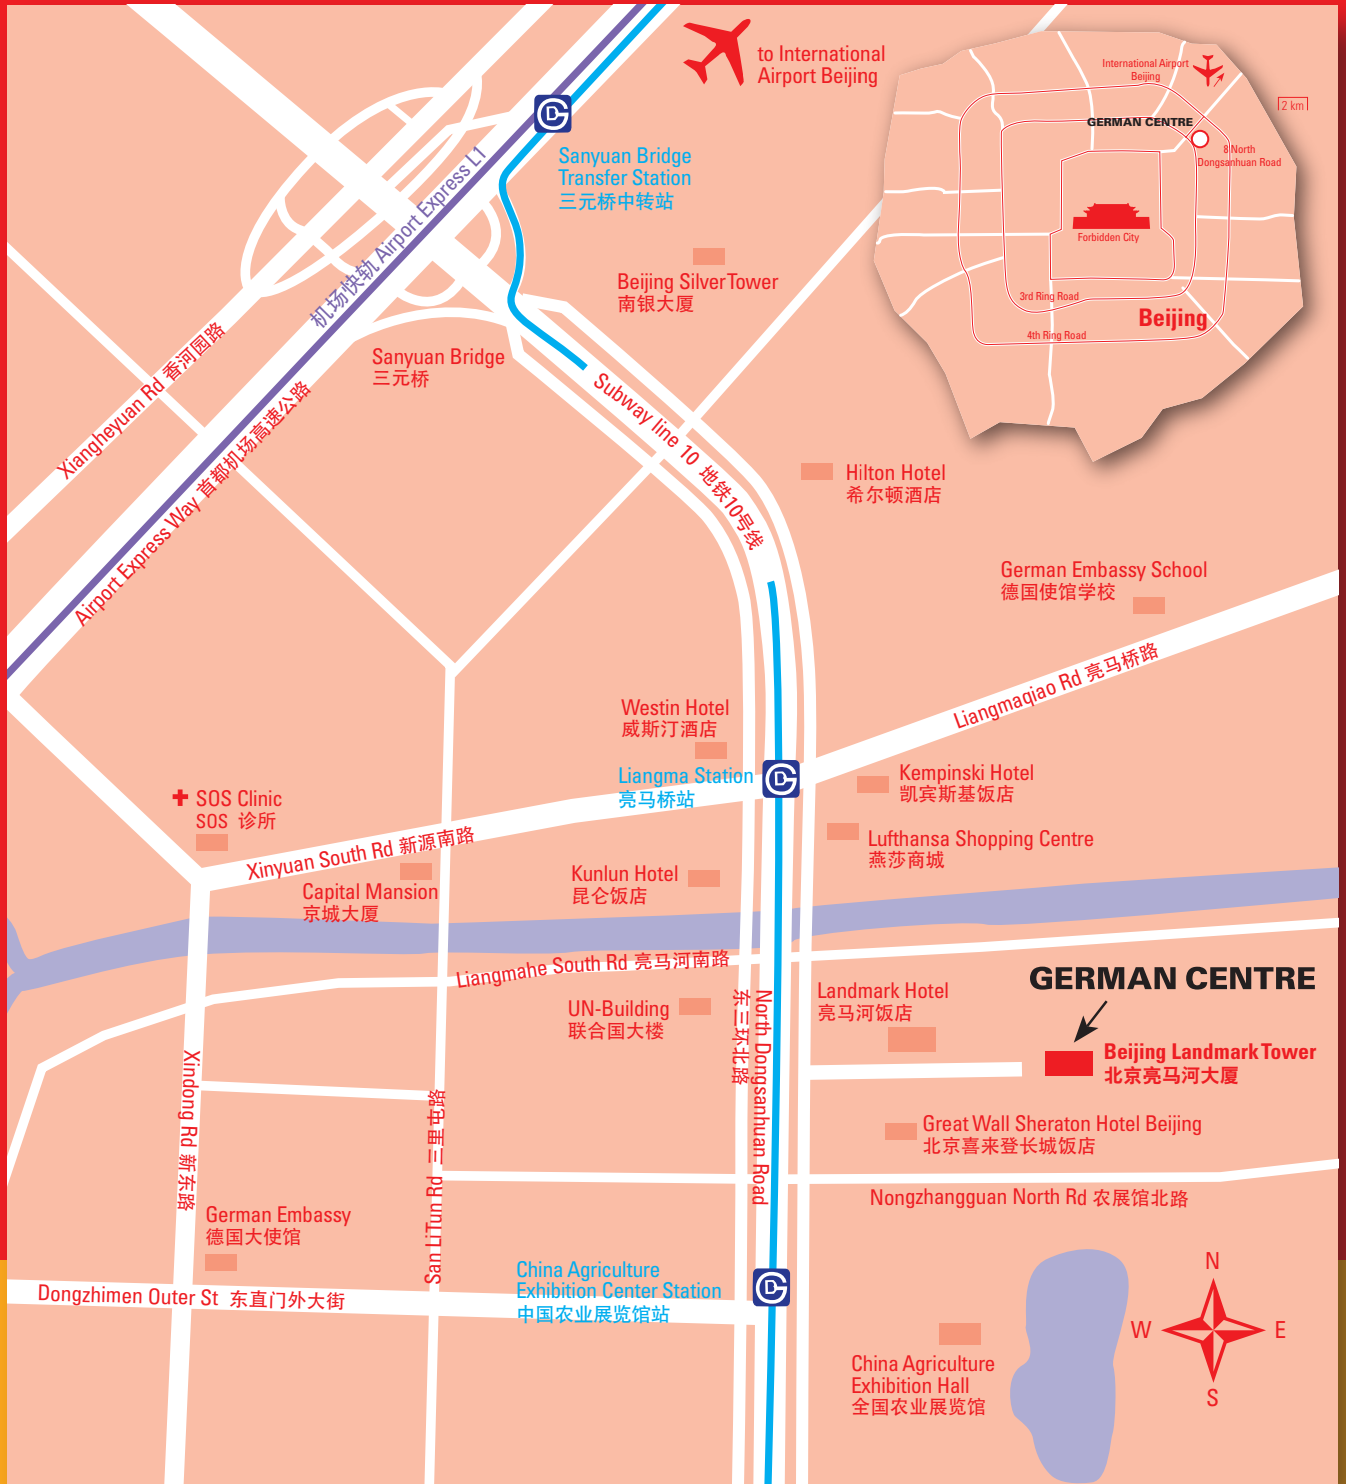 to International
Airport Beijing
International Airport
Beijing
2 km
GERMAN CENTRE
8 North
Dongsanhuan Road
Forbidden City
3rd Ring Road
Beijing
4th Ring Road
Sanyuan Bridge
Transfer Station
三元桥中转站
机场快轨 Airport Express L1
Beijing Silver Tower
南银大厦
Sanyuan Bridge
三元桥
Xiangheyuan Rd 香河园路
Airport Express Way 首都机场高速公路
Subway line 10 地铁10号线
Hilton Hotel
希尔顿酒店
German Embassy School
德国使馆学校
Liangmaqiao Rd 亮马桥路
Westin Hotel
威斯汀酒店
Liangma Station
亮马桥站
Kempinski Hotel
凯宾斯基饭店
SOS Clinic
SOS 诊所
Xinyuan South Rd 新源南路
Lufthansa Shopping Centre
燕莎商城
Capital Mansion
京城大厦
Kunlun Hotel
昆仑饭店
Liangmahe South Rd 亮马河南路
GERMAN CENTRE
UN-Building
联合国大楼
Landmark Hotel
亮马河饭店
North Dongsanhuan Road
东三环北路
Beijing Landmark Tower
北京亮马河大厦
Xindong Rd 新东路
San LiTun Rd 三里屯路
Great Wall Sheraton Hotel Beijing
北京喜来登长城饭店
Nongzhangguan North Rd 农展馆北路
German Embassy
德国大使馆
Dongzhimen Outer St 东直门外大街
China Agriculture
Exhibition Center Station
中国农业展览馆站
China Agriculture
Exhibition Hall
全国农业展览馆
N
W
E
S